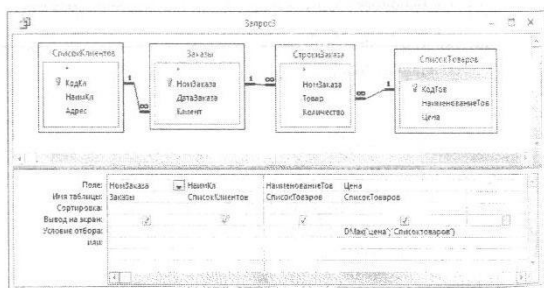 Запрос3
СписокКлиентов
КодКл
НаимКл
Адрес
Заказы
НомЗаказа
ДатаЗаказа
Клиент
СтрокиЗаказа
НомЗаказа
Товар
Количество
СписокТоваров
КодТов
НаименованиеТов
Цена
1 ∞ 1 ∞ 1
Поле: НомЗаказа НаимКл НаименованиеТов Цена
Имя таблицы: Заказы СписокКлиентов СписокТоваров СписокТоваров
Сортировка:
Вывод на экран:
Условие отбора: DMax("цена";"Списоктоваров")
или: